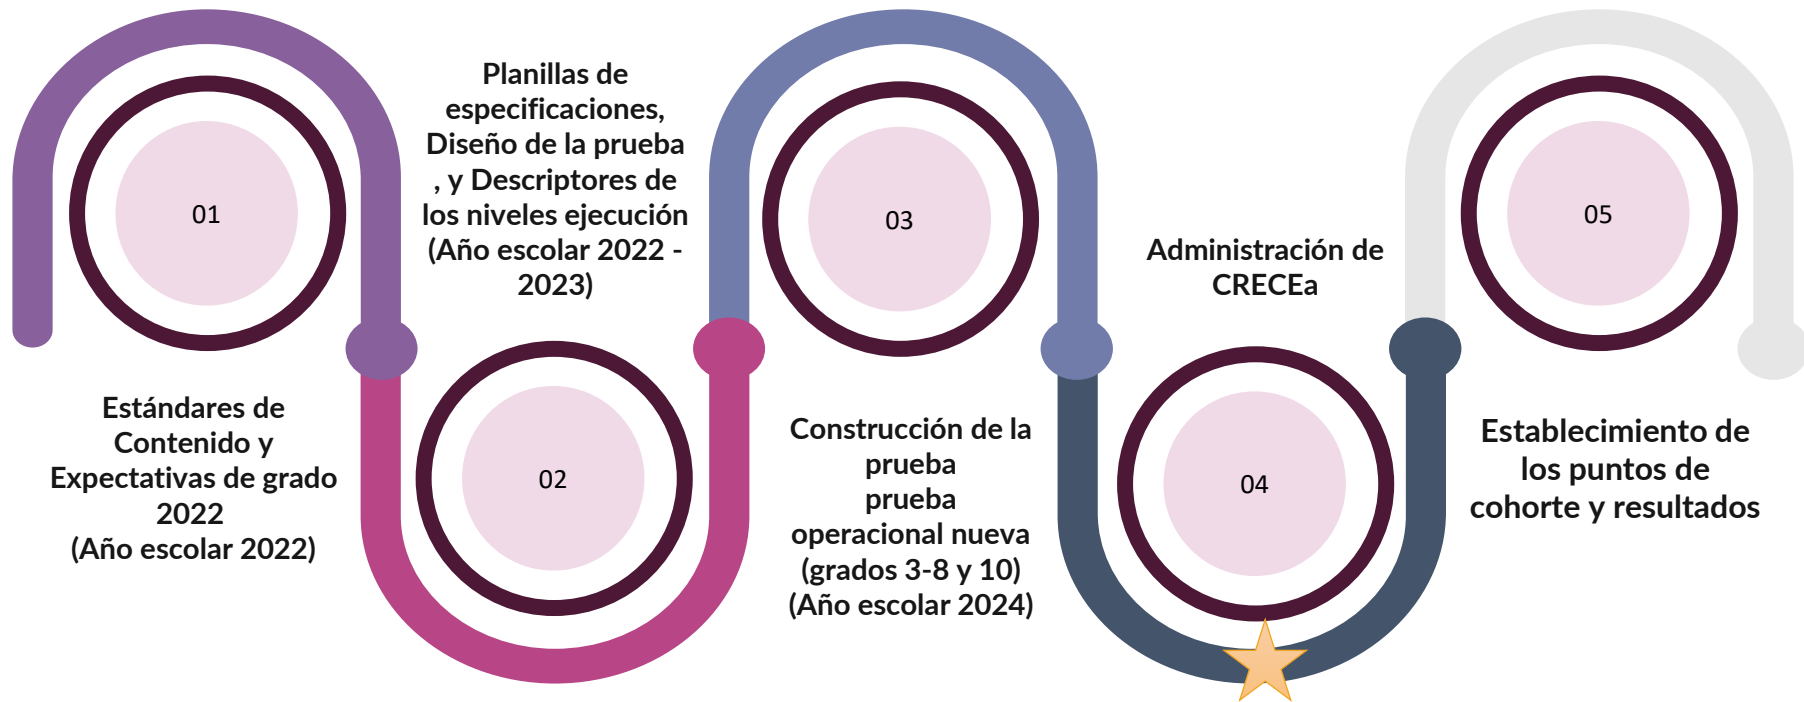 01
Estándares de
Contenido y
Expectativas de grado
2022
(Año escolar 2022)
Planillas de
especificaciones,
Diseño de la prueba
, y Descriptores de
los niveles ejecución
(Año escolar 2022 -
2023)
02
03
Construcción de la
prueba
prueba
operacional nueva
(grados 3-8 y 10)
(Año escolar 2024)
Administración de
CRECEa
04
05
Establecimiento de
los puntos de
cohorte y resultados